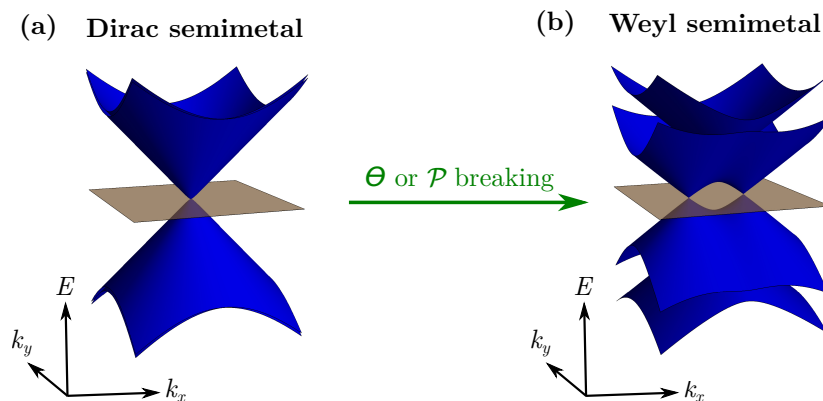 (a) Dirac semimetal
(b) Weyl semimetal
Θ or 𝒫 breaking
E
k_y
k_x
E
k_y
k_x